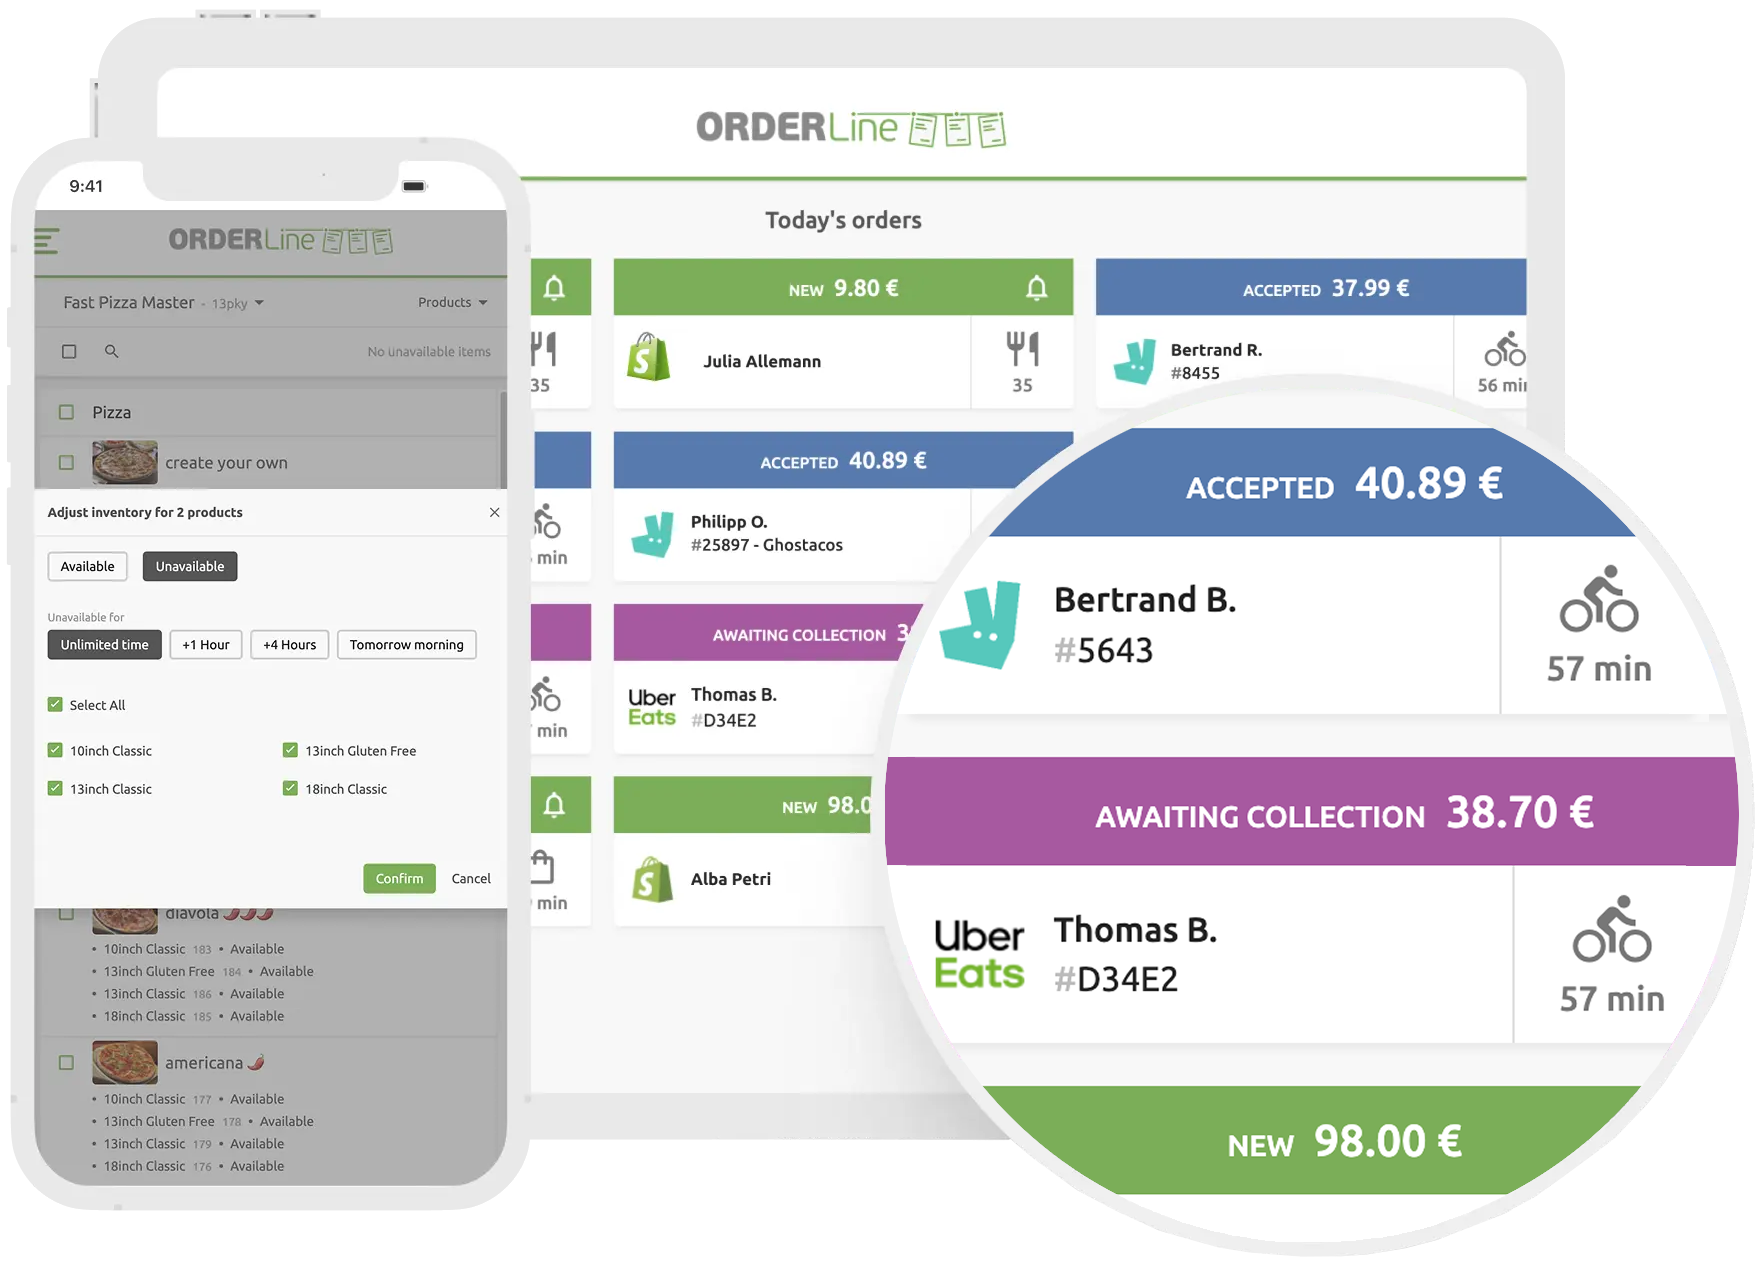 ORDERLine
Today's orders
35
min
min
min
NEW 9.80 €
Julia Allemann
35
ACCEPTED 37.99 €
Bertrand R.
#8455
56 min
ACCEPTED 40.89 €
Philipp O.
#25897 - Ghostacos
AWAITING COLLECTION
Uber
Eats
Thomas B.
#D34E2
NEW 98.0
Alba Petri
9:41
ORDERLine
Fast Pizza Master - 13pky
Products
No unavailable items
Pizza
create your own
Adjust inventory for 2 products
Available
Unavailable
Unavailable for
Unlimited time
+1 Hour
+4 Hours
Tomorrow morning
Select All
10inch Classic
13inch Gluten Free
13inch Classic
18inch Classic
Confirm
Cancel
diavola
• 10inch Classic 183 • Available
• 13inch Gluten Free 184 • Available
• 13inch Classic 186 • Available
• 18inch Classic 185 • Available
americana
• 10inch Classic 177 • Available
• 13inch Gluten Free 178 • Available
• 13inch Classic 179 • Available
• 18inch Classic 176 • Available
ACCEPTED 40.89 €
Bertrand B.
#5643
57 min
AWAITING COLLECTION 38.70 €
Uber
Eats
Thomas B.
#D34E2
57 min
NEW 98.00 €